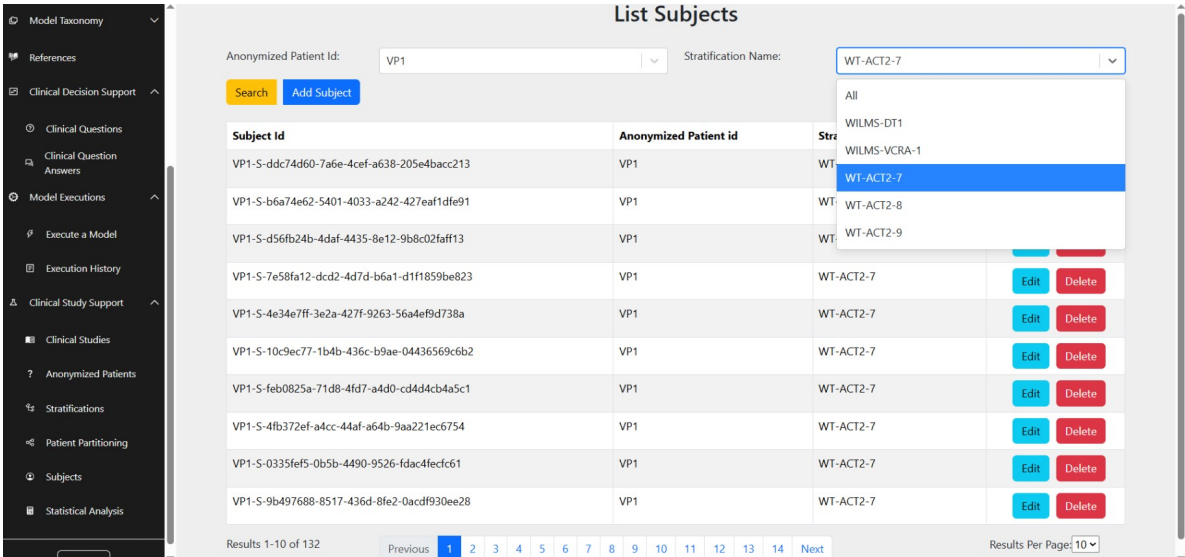 List Subjects
Model Taxonomy
References
Clinical Decision Support
Clinical Questions
Clinical Question
Answers
Model Executions
Execute a Model
Execution History
Clinical Study Support
Clinical Studies
? Anonymized Patients
Stratifications
Patient Partitioning
Subjects
Statistical Analysis
Anonymized Patient Id: VP1 Stratification Name: WT-ACT2-7
Search Add Subject
All
WILMS-DT1
WILMS-VCRA-1
WT-ACT2-7
WT-ACT2-8
WT-ACT2-9
Subject Id Anonymized Patient id Stra
VP1-S-ddc74d60-7a6e-4cef-a638-205e4bacc213 VP1 WT-
VP1-S-b6a74e62-5401-4033-a242-427eaf1dfe91 VP1 WT-
VP1-S-d56fb24b-4daf-4435-8e12-9b8c02faff13 VP1 WT-
VP1-S-7e58fa12-dcd2-4d7d-b6a1-d1f1859be823 VP1 WT-ACT2-7 Edit Delete
VP1-S-4e34e7ff-3e2a-427f-9263-56a4ef9d738a VP1 WT-ACT2-7 Edit Delete
VP1-S-10c9ec77-1b4b-436c-b9ae-04436569c6b2 VP1 WT-ACT2-7 Edit Delete
VP1-S-feb0825a-71d8-4fd7-a4d0-cd4d4cb4a5c1 VP1 WT-ACT2-7 Edit Delete
VP1-S-4fb372ef-a4cc-44af-a64b-9aa221ec6754 VP1 WT-ACT2-7 Edit Delete
VP1-S-0335fef5-0b5b-4490-9526-fdac4fecfc61 VP1 WT-ACT2-7 Edit Delete
VP1-S-9b497688-8517-436d-8fe2-0acdf930ee28 VP1 WT-ACT2-7 Edit Delete
Results 1-10 of 132 Previous 1 2 3 4 5 6 7 8 9 10 11 12 13 14 Next Results Per Page: 10